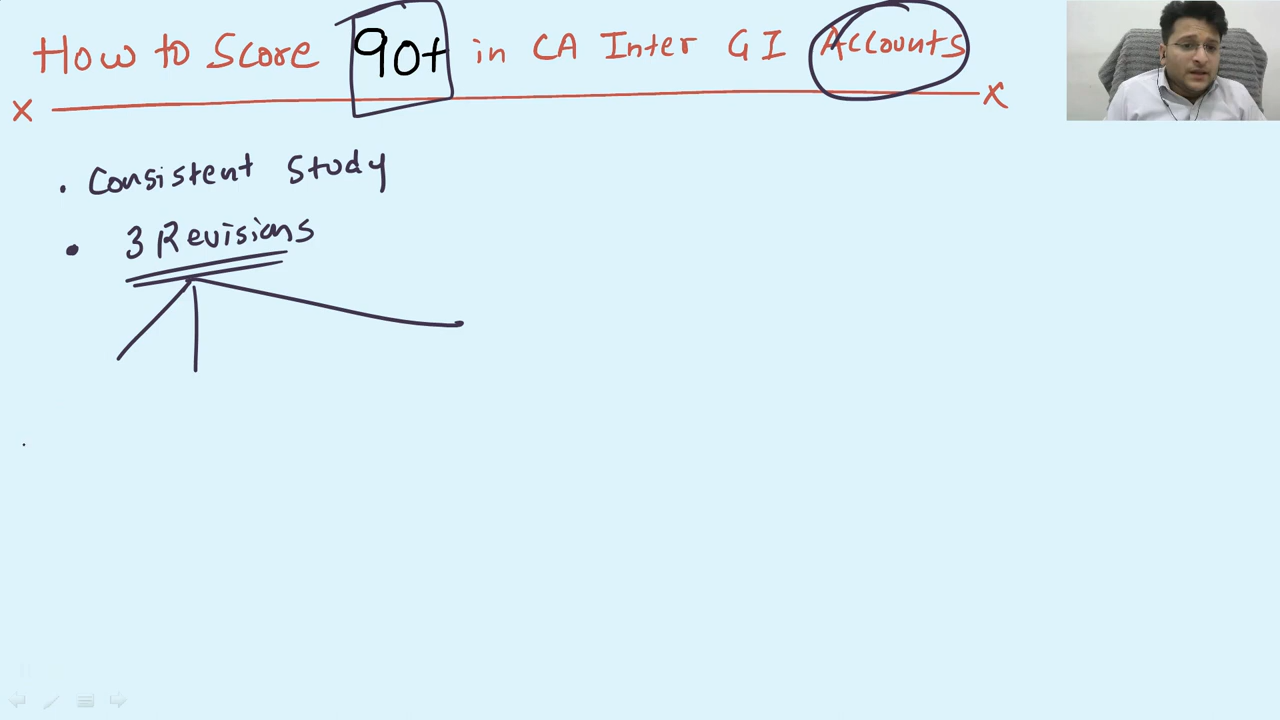 How to Score 90+ in CA Inter G I Accounts
x x
. Consistent Study
• 3 Revisions